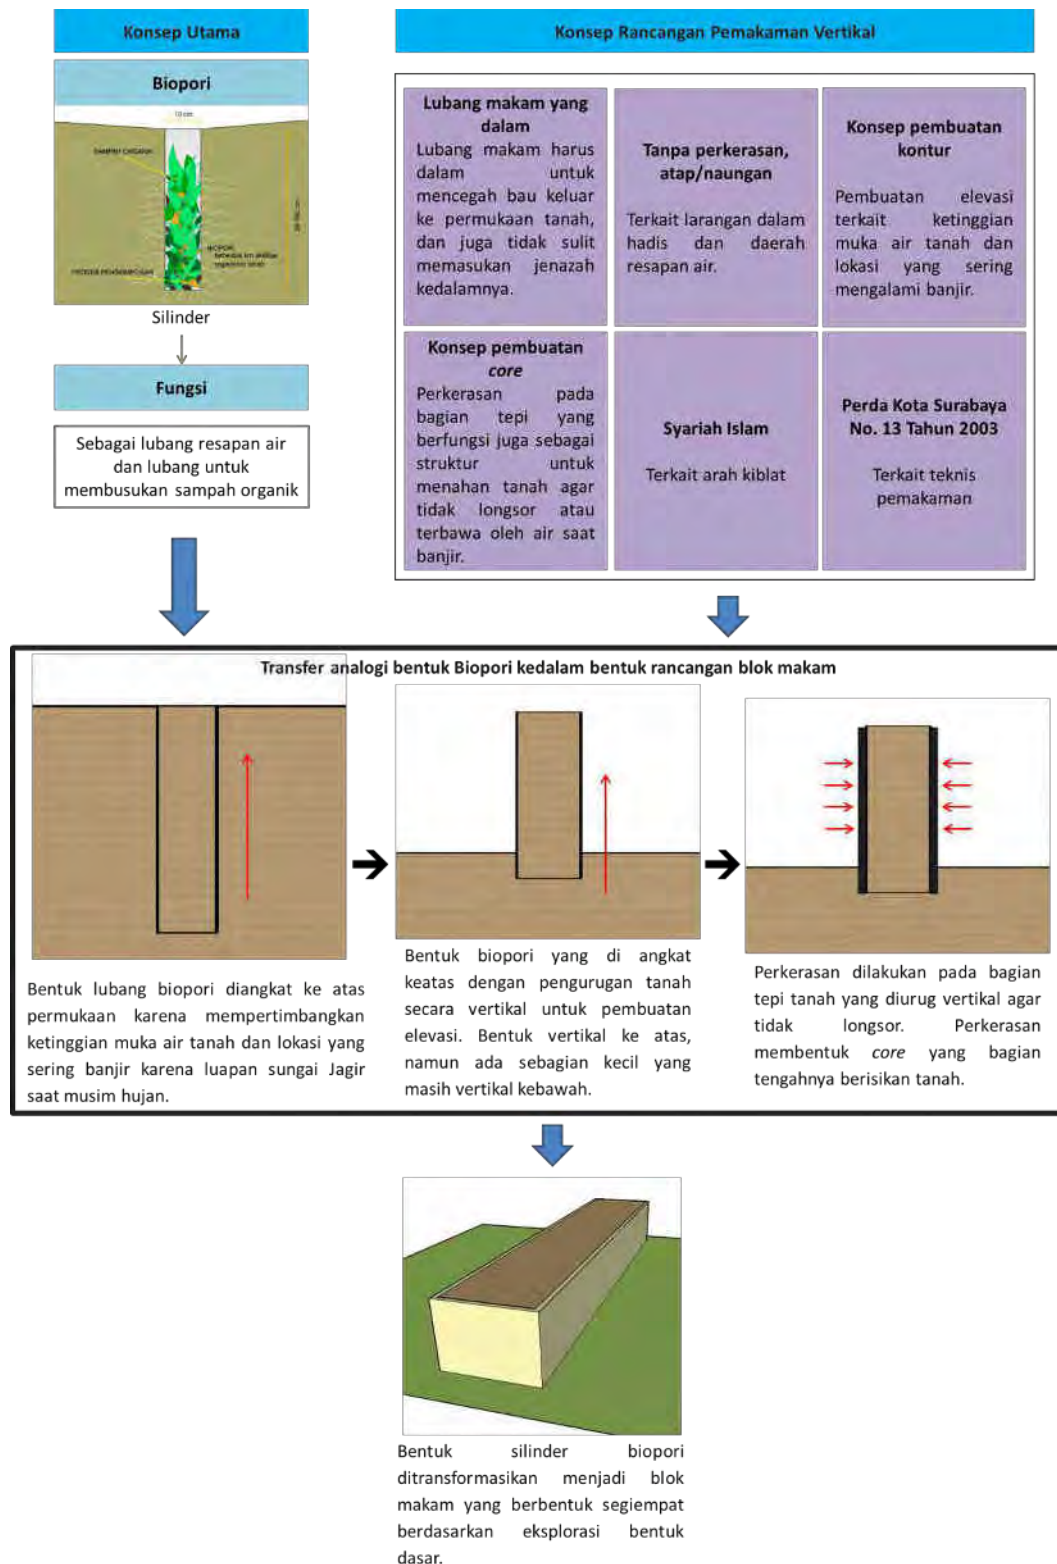 Konsep Utama
Biopori
10 cm
SAMPAH ORGANIK
BIOPORI
Silinder
Fungsi
Sebagai lubang resapan air
dan lubang untuk
membusukan sampah organik
Konsep Rancangan Pemakaman Vertikal
Lubang makam yang
dalam
Lubang makam harus
dalam untuk
mencegah bau keluar
ke permukaan tanah,
dan juga tidak sulit
memasukan jenazah
kedalamnya.
Tanpa perkerasan,
atap/naungan
Terkait larangan dalam
hadis dan daerah
resapan air.
Konsep pembuatan
kontur
Pembuatan elevasi
terkait ketinggian
muka air tanah dan
lokasi yang sering
mengalami banjir.
Konsep pembuatan
core
Perkerasan pada
bagian tepi yang
berfungsi juga sebagai
struktur untuk
menahan tanah agar
tidak longsor atau
terbawa oleh air saat
banjir.
Syariah Islam
Terkait arah kiblat
Perda Kota Surabaya
No. 13 Tahun 2003
Terkait teknis
pemakaman
Transfer analogi bentuk Biopori kedalam bentuk rancangan blok makam
Bentuk lubang biopori diangkat ke atas
permukaan karena mempertimbangkan
ketinggian muka air tanah dan lokasi yang
sering banjir karena luapan sungai Jagir
saat musim hujan.
Bentuk biopori yang di angkat
keatas dengan pengurugan tanah
secara vertikal untuk pembuatan
elevasi. Bentuk vertikal ke atas,
namun ada sebagian kecil yang
masih vertikal kebawah.
Perkerasan dilakukan pada bagian
tepi tanah yang diurug vertikal agar
tidak longsor. Perkerasan
membentuk core yang bagian
tengahnya berisikan tanah.
Bentuk silinder biopori
ditransformasikan menjadi blok
makam yang berbentuk segiempat
berdasarkan eksplorasi bentuk
dasar.